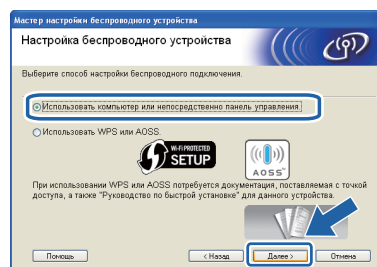 Мастер настройки беспроводного устройства
Настройка беспроводного устройства
Выберите способ настройки беспроводного подключения.
Использовать компьютер или непосредственно панель управления.
Использовать WPS или AOSS.
Wi-Fi PROTECTED
SETUP
AOSS
При использовании WPS или AOSS потребуется документация, поставляемая с точкой
доступа, а также "Руководство по быстрой установке" для данного устройства.
Помощь
< Назад
Далее >
Отмена